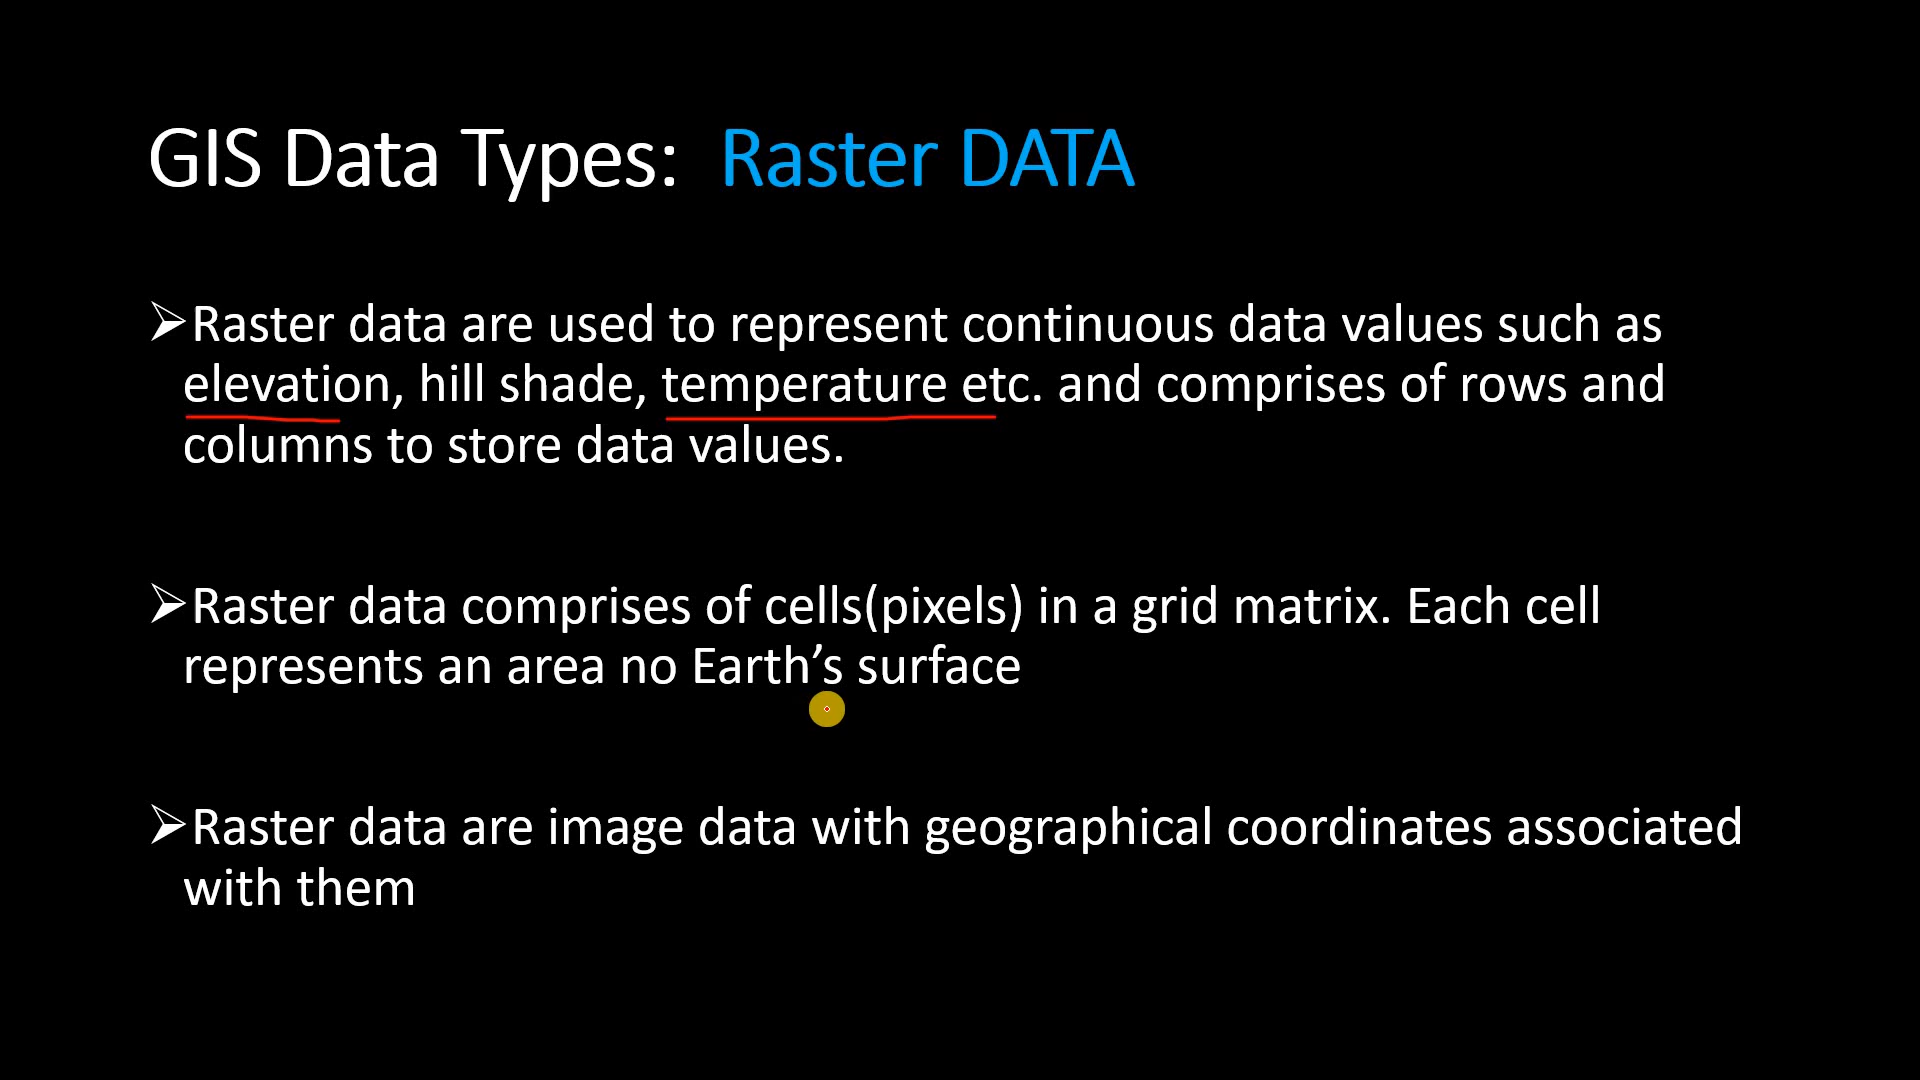 GIS Data Types: Raster DATA
➢Raster data are used to represent continuous data values such as
elevation, hill shade, temperature etc. and comprises of rows and
columns to store data values.
➢Raster data comprises of cells(pixels) in a grid matrix. Each cell
represents an area no Earth’s surface
➢Raster data are image data with geographical coordinates associated
with them